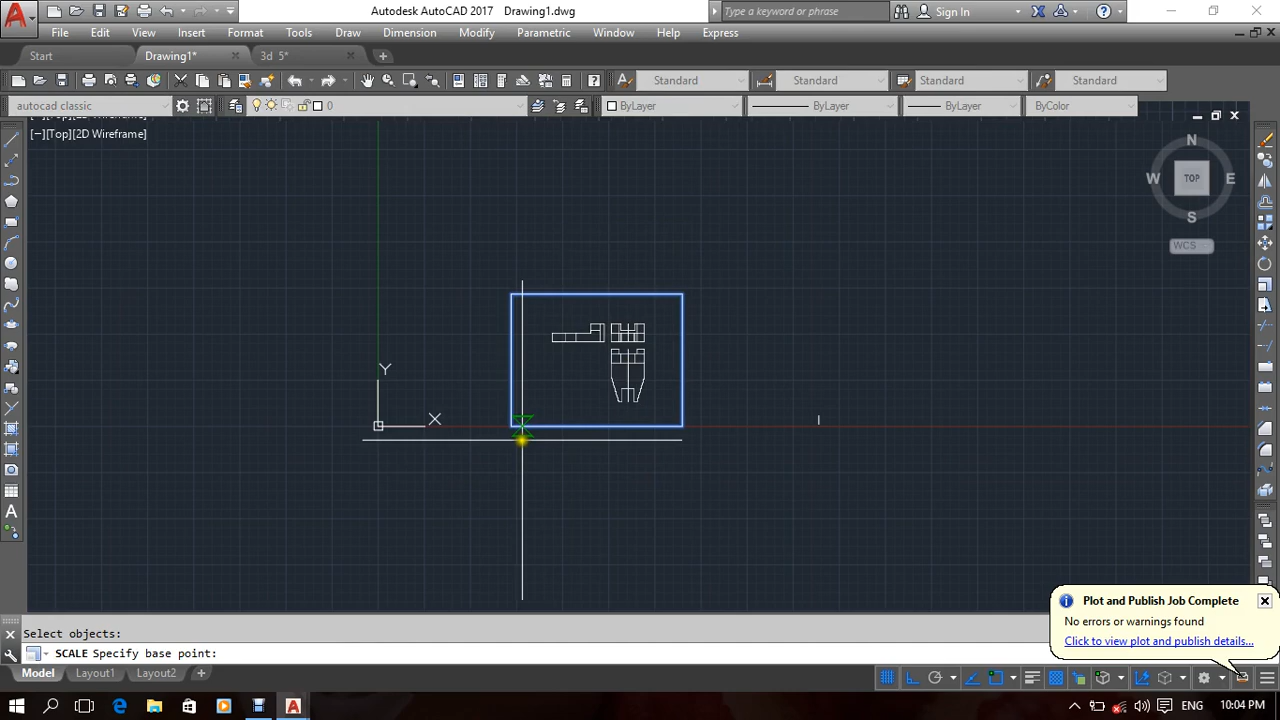 Autodesk AutoCAD 2017 Drawing1.dwg
Type a keyword or phrase
Sign In
File Edit View Insert Format Tools Draw Dimension Modify Parametric Window Help Express
Start Drawing1* 3d 5*
Standard Standard Standard Standard
autocad classic 0 ByLayer ByLayer ByLayer ByColor
[−][Top][2D Wireframe]
N
W TOP E
S
WCS
Y
X
Plot and Publish Job Complete
No errors or warnings found
Click to view plot and publish details...
Select objects:
SCALE Specify base point:
Model Layout1 Layout2
ENG 10:04 PM